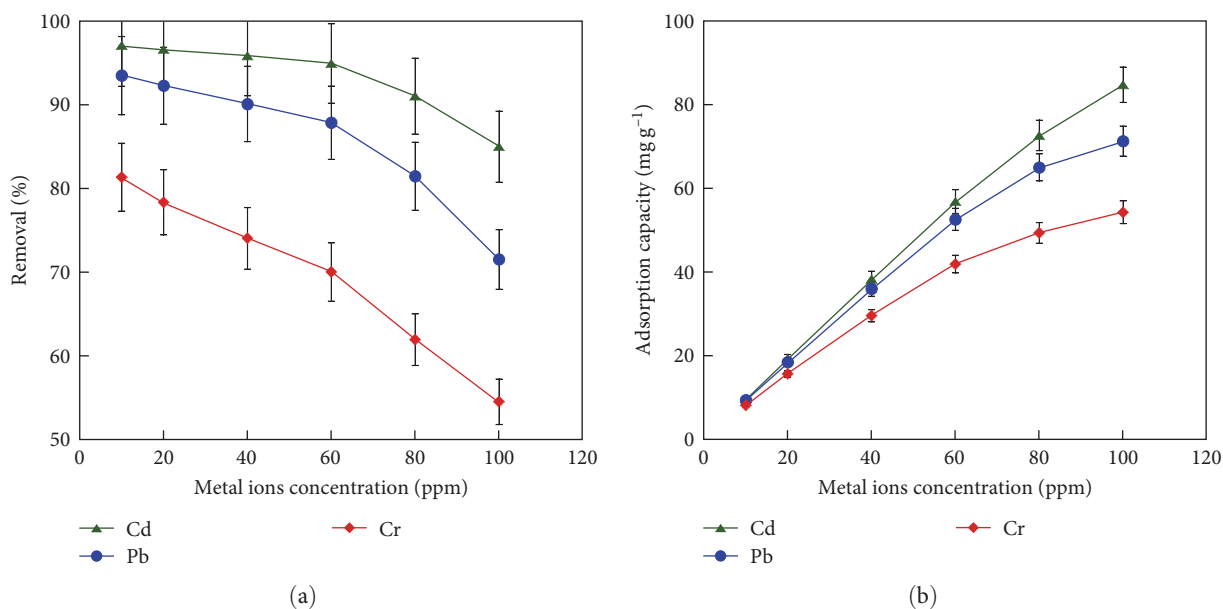 100
90
80
70
60
50
Removal (%)
0 20 40 60 80 100 120
Metal ions concentration (ppm)
Cd
Pb
Cr
(a)
100
80
60
40
20
0
Adsorption capacity (mg g⁻¹)
0 20 40 60 80 100 120
Metal ions concentration (ppm)
Cd
Pb
Cr
(b)